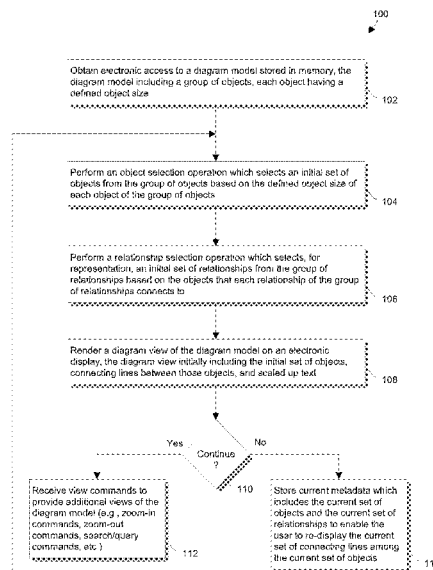 100
Obtain electronic access to a diagram model stored in memory, the
diagram model including a group of objects, each object having a
defined object size
102
Perform an object selection operation which selects an initial set of
objects from the group of objects based on the defined object size of
each object of the group of objects
104
Perform a relationship selection operation which selects, for
representation, an initial set of relationships from the group of
relationships based on the objects that each relationship of the group
of relationships connects to
106
Render a diagram view of the diagram model on an electronic
display, the diagram view initially including the initial set of objects,
connecting lines between those objects, and scaled up text
108
Yes
Continue
?
No
110
Receive view commands to
provide additional views of the
diagram model (e.g., zoom-in
commands, zoom-out
commands, search/query
commands, etc.)
112
Store current metadata which
includes the current set of
objects and the current set of
relationships to enable the
user to re-display the current
set of connecting lines among
the current set of objects
11